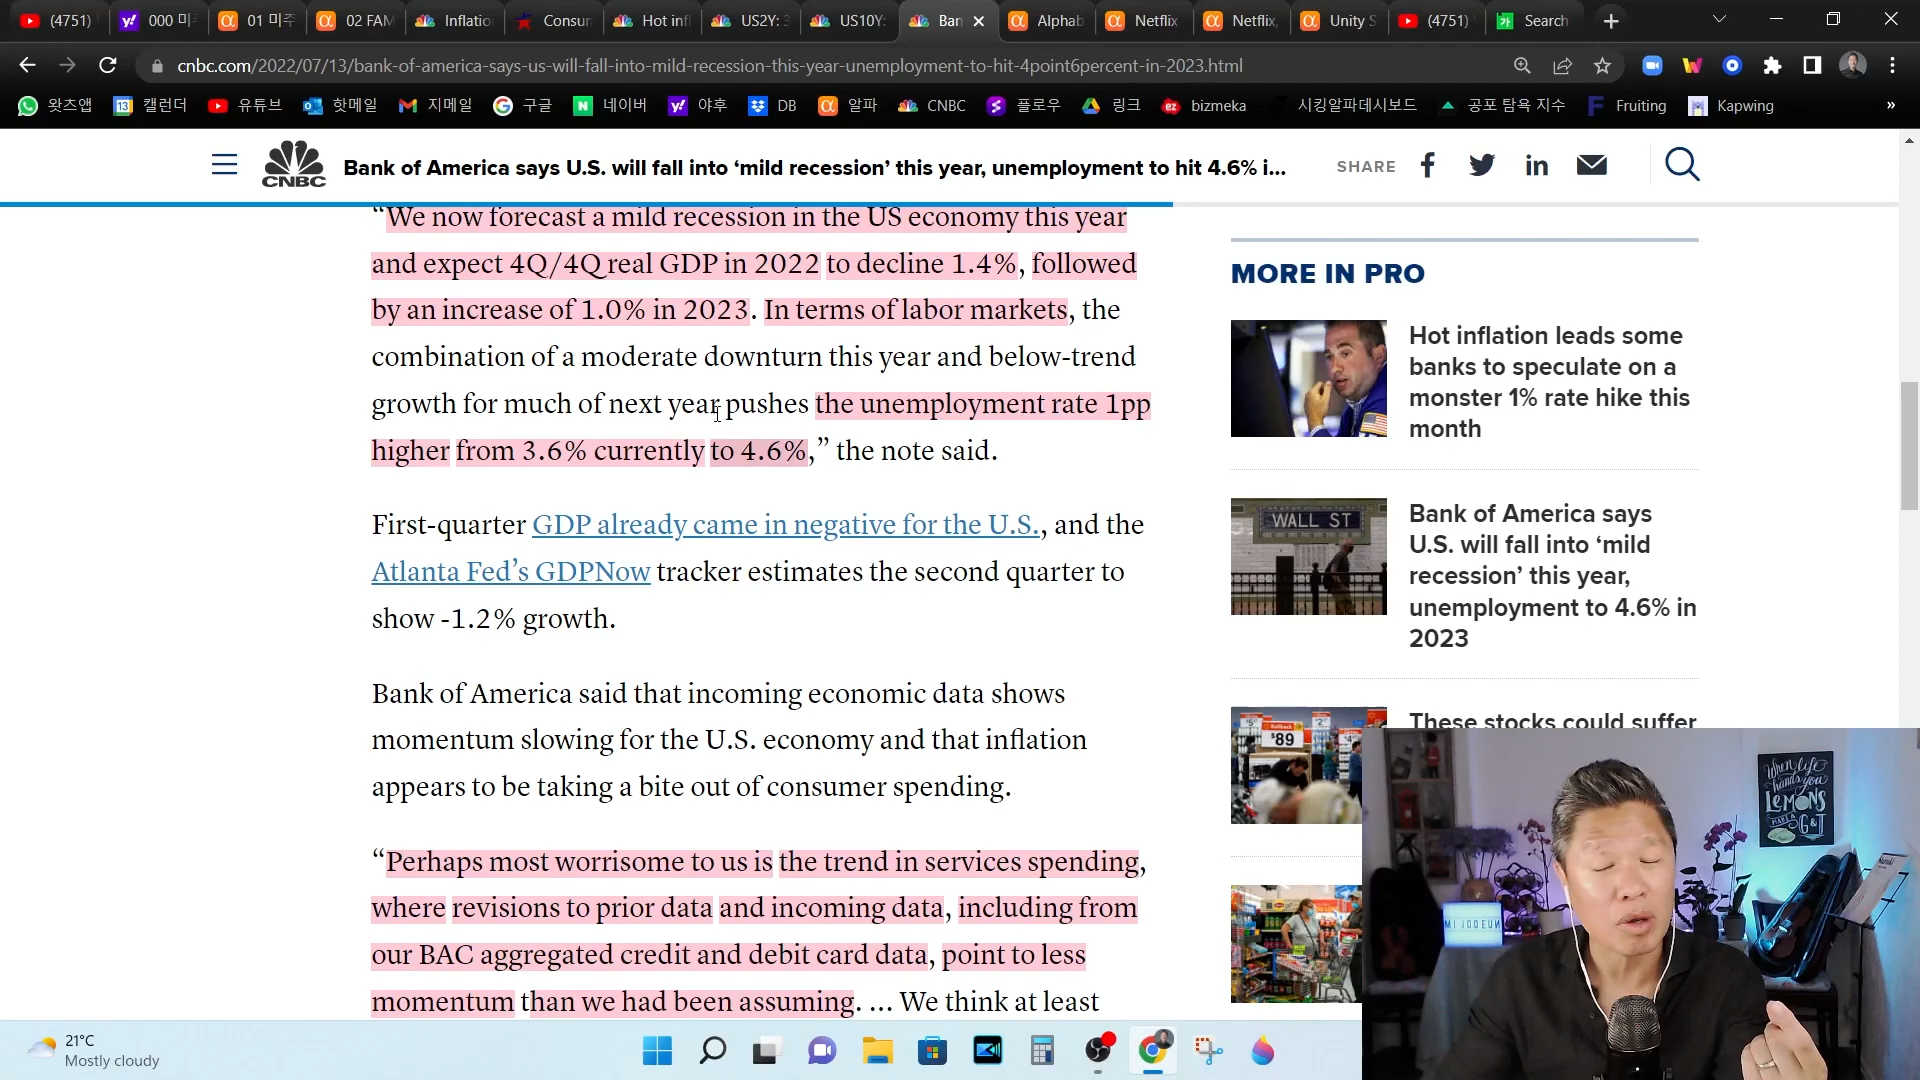 (4751)
000 미
01 미주
02 FAM
Inflatio
Consum
Hot infl
US2Y: 3
US10Y:
Ban
Alphab
Netflix
Netflix,
Unity S
(4751)
Search
cnbc.com/2022/07/13/bank-of-america-says-us-will-fall-into-mild-recession-this-year-unemployment-to-hit-4point6percent-in-2023.html
왓츠앱
13
캘린더
유튜브
핫메일
지메일
구글
네이버
야후
DB
알파
CNBC
플로우
링크
bizmeka
시킹알파데시보드
공포 탐욕 지수
Fruiting
Kapwing
»
CNBC
Bank of America says U.S. will fall into ‘mild recession’ this year, unemployment to hit 4.6% i...
SHARE
“We now forecast a mild recession in the US economy this year
and expect 4Q/4Q real GDP in 2022 to decline 1.4%, followed
by an increase of 1.0% in 2023. In terms of labor markets, the
combination of a moderate downturn this year and below-trend
growth for much of next year pushes the unemployment rate 1pp
higher from 3.6% currently to 4.6%,” the note said.
First-quarter GDP already came in negative for the U.S., and the
Atlanta Fed’s GDPNow tracker estimates the second quarter to
show -1.2% growth.
Bank of America said that incoming economic data shows
momentum slowing for the U.S. economy and that inflation
appears to be taking a bite out of consumer spending.
“Perhaps most worrisome to us is the trend in services spending,
where revisions to prior data and incoming data, including from
our BAC aggregated credit and debit card data, point to less
momentum than we had been assuming. … We think at least
MORE IN PRO
Hot inflation leads some
banks to speculate on a
monster 1% rate hike this
month
WALL ST
Bank of America says
U.S. will fall into ‘mild
recession’ this year,
unemployment to 4.6% in
2023
These stocks could suffer
$89
When life
hands you
LEMONS
MAKE A
G&T
21°C
Mostly cloudy